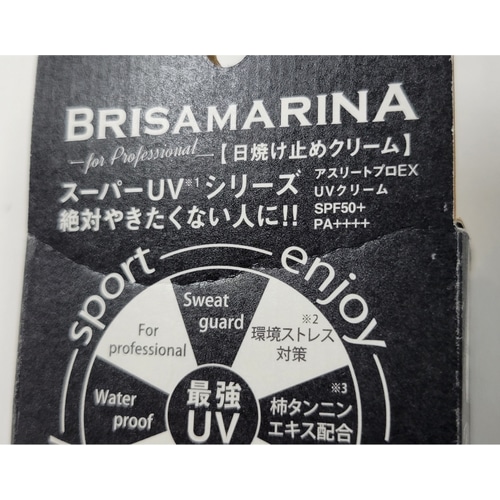 BRISAMARINA
for Professional
【日焼け止めクリーム】
スーパーUV※1シリーズ
絶対やきたくない人に!!
アスリートプロEX
UVクリーム
SPF50+
PA++++
sport
enjoy
Sweat
guard
For
professional
※2
環境ストレス
対策
Water
proof
最強
UV
※3
柿タンニン
エキス配合